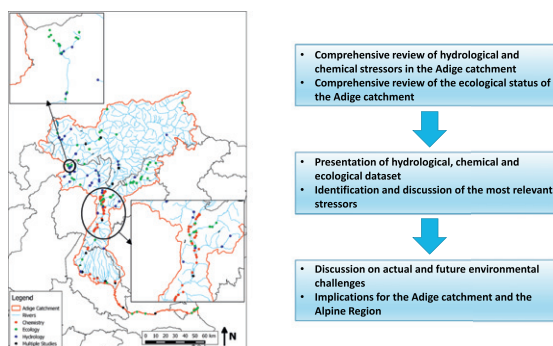 Legend
Adige Catchment
Rivers
Chemistry
Ecology
Hydrology
Multiple Studies
0 10 20 30 40 50 60 km
N
• Comprehensive review of hydrological and
chemical stressors in the Adige catchment
• Comprehensive review of the ecological status of
the Adige catchment
• Presentation of hydrological, chemical and
ecological dataset
• Identification and discussion of the most relevant
stressors
• Discussion on actual and future environmental
challenges
• Implications for the Adige catchment and the
Alpine Region